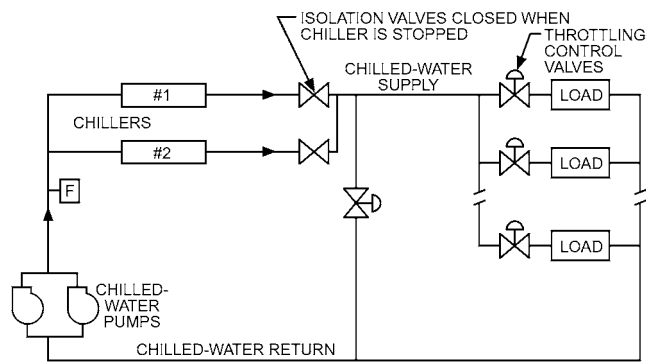 ISOLATION VALVES CLOSED WHEN
CHILLER IS STOPPED
THROTTLING
CONTROL
VALVES
CHILLED-WATER
SUPPLY
#1
LOAD
CHILLERS
#2
LOAD
F
LOAD
CHILLED-
WATER
PUMPS
CHILLED-WATER RETURN